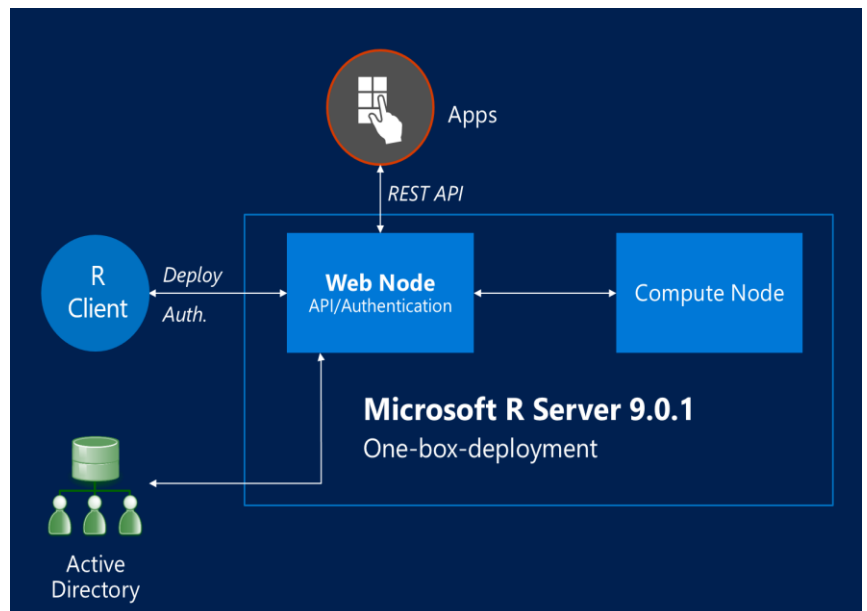 Apps
REST API
R
Client
Deploy
Auth.
Web Node
API/Authentication
Compute Node
Microsoft R Server 9.0.1
One-box-deployment
Active
Directory